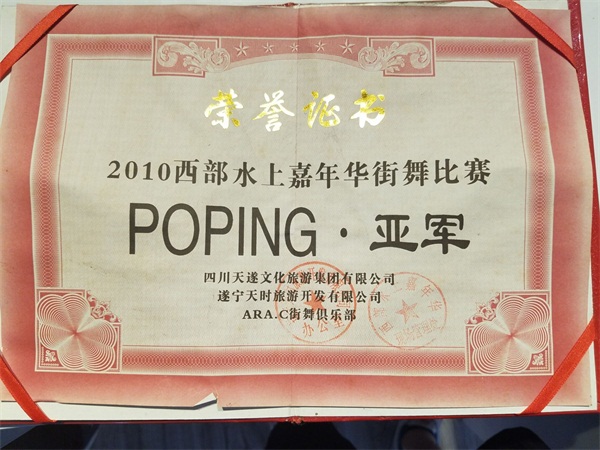 荣誉证书
2010西部水上嘉年华街舞比赛
POPING·亚军
四川天遂文化旅游集团有限公司
遂宁天时旅游开发有限公司
ARA.C街舞俱乐部
办公室
嘉年华